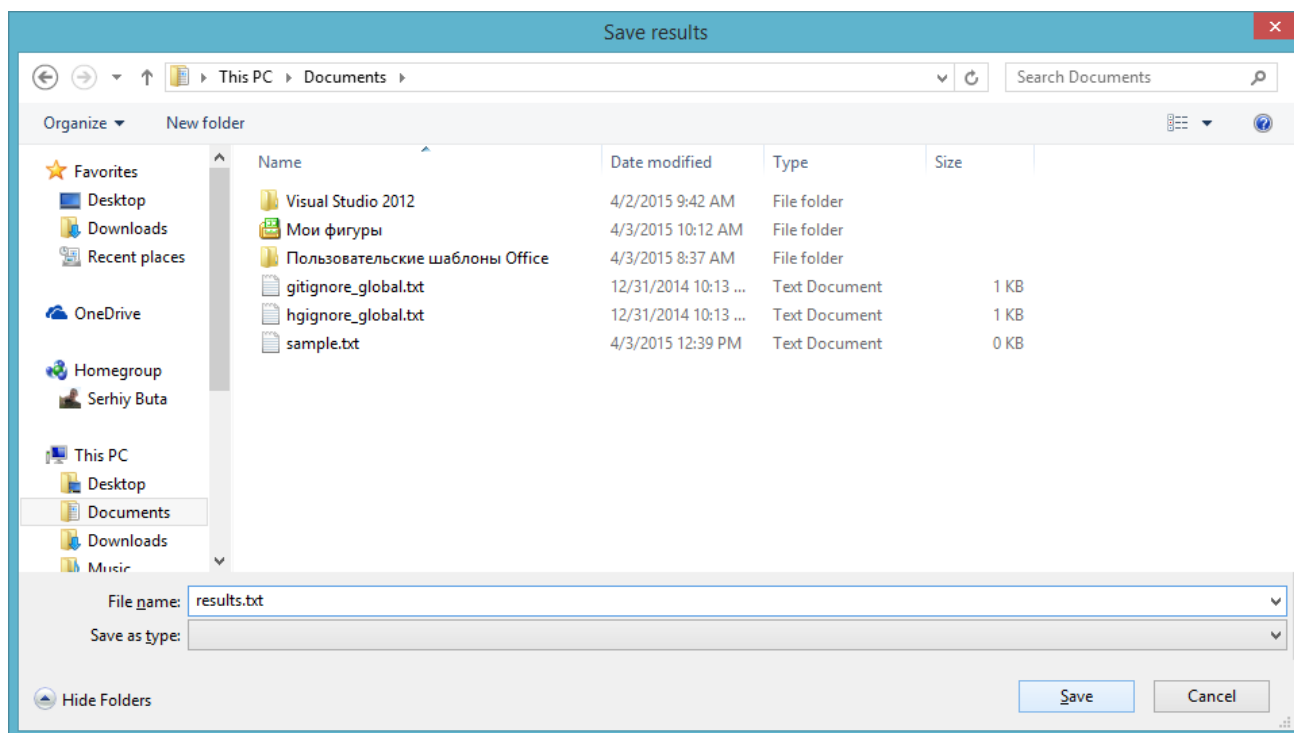 Save results
This PC Documents
Search Documents
Organize New folder
Favorites
Desktop
Downloads
Recent places
OneDrive
Homegroup
Serhiy Buta
This PC
Desktop
Documents
Downloads
Music
Name Date modified Type Size
Visual Studio 2012 4/2/2015 9:42 AM File folder
Мои фигуры 4/3/2015 10:12 AM File folder
Пользовательские шаблоны Office 4/3/2015 8:37 AM File folder
gitignore_global.txt 12/31/2014 10:13 ... Text Document 1 KB
hgignore_global.txt 12/31/2014 10:13 ... Text Document 1 KB
sample.txt 4/3/2015 12:39 PM Text Document 0 KB
File name: results.txt
Save as type:
Hide Folders
Save Cancel